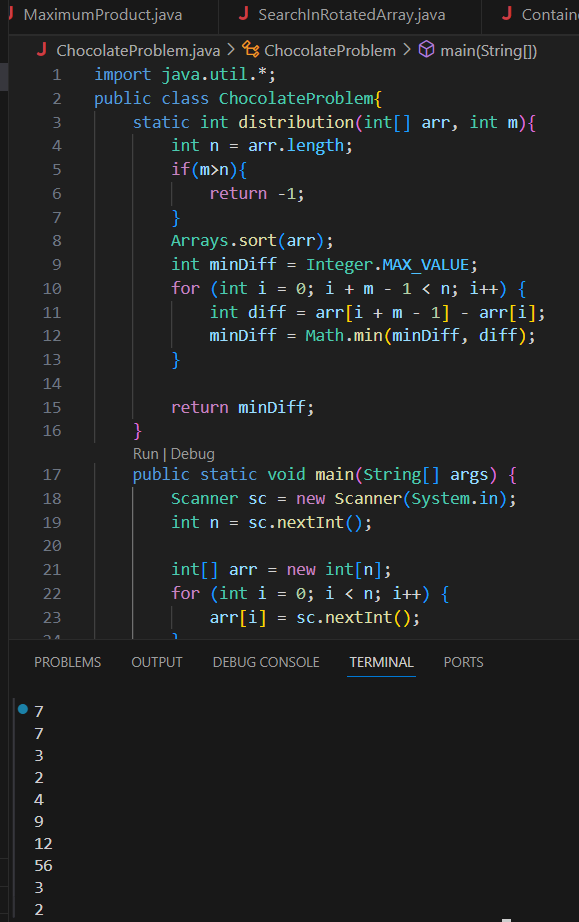 MaximumProduct.java J SearchInRotatedArray.java J Contain
J ChocolateProblem.java > ChocolateProblem > main(String[])
1 import java.util.*;
2 public class ChocolateProblem{
3 static int distribution(int[] arr, int m){
4 int n = arr.length;
5 if(m>n){
6 return -1;
7 }
8 Arrays.sort(arr);
9 int minDiff = Integer.MAX_VALUE;
10 for (int i = 0; i + m - 1 < n; i++) {
11 int diff = arr[i + m - 1] - arr[i];
12 minDiff = Math.min(minDiff, diff);
13 }
14
15 return minDiff;
16 }
Run | Debug
17 public static void main(String[] args) {
18 Scanner sc = new Scanner(System.in);
19 int n = sc.nextInt();
20
21 int[] arr = new int[n];
22 for (int i = 0; i < n; i++) {
23 arr[i] = sc.nextInt();
24 }
PROBLEMS OUTPUT DEBUG CONSOLE TERMINAL PORTS
7
7
3
2
4
9
12
56
3
2